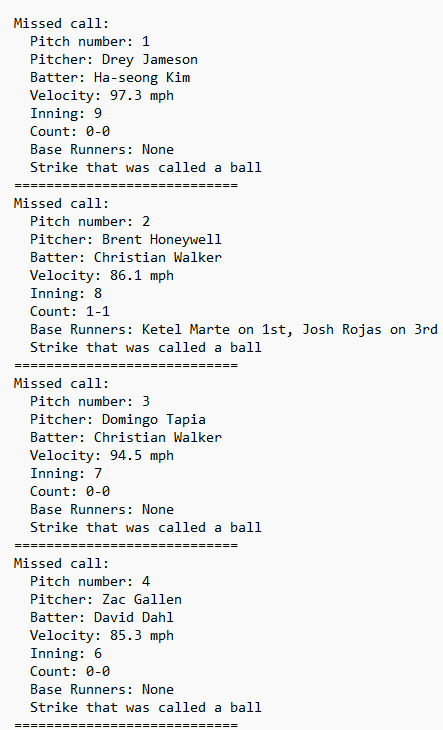 Missed call:
Pitch number: 1
Pitcher: Drey Jameson
Batter: Ha-seong Kim
Velocity: 97.3 mph
Inning: 9
Count: 0-0
Base Runners: None
Strike that was called a ball
============================
Missed call:
Pitch number: 2
Pitcher: Brent Honeywell
Batter: Christian Walker
Velocity: 86.1 mph
Inning: 8
Count: 1-1
Base Runners: Ketel Marte on 1st, Josh Rojas on 3rd
Strike that was called a ball
============================
Missed call:
Pitch number: 3
Pitcher: Domingo Tapia
Batter: Christian Walker
Velocity: 94.5 mph
Inning: 7
Count: 0-0
Base Runners: None
Strike that was called a ball
============================
Missed call:
Pitch number: 4
Pitcher: Zac Gallen
Batter: David Dahl
Velocity: 85.3 mph
Inning: 6
Count: 0-0
Base Runners: None
Strike that was called a ball
============================